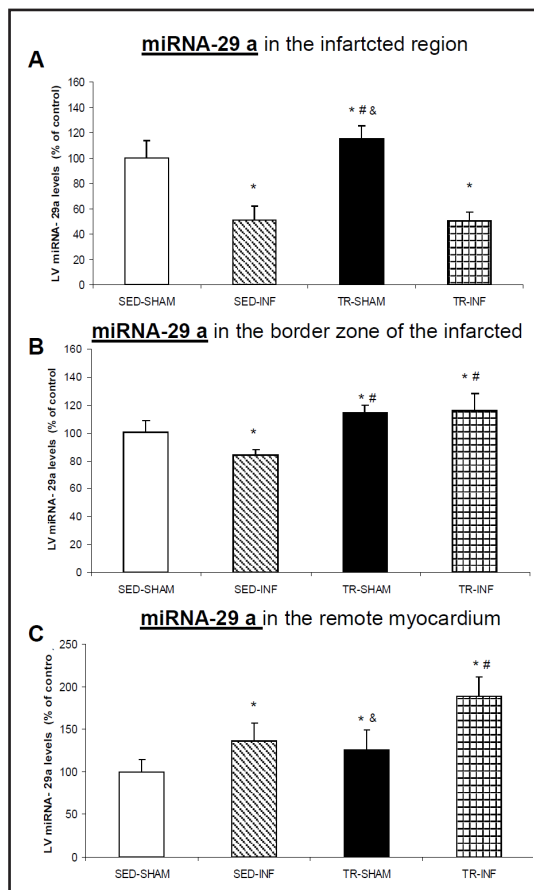 miRNA-29 a in the infartcted region
A
LV miRNA- 29a levels (% of control)
160
140
120
100
80
60
40
20
0
*
* # &
*
SED-SHAM SED-INF TR-SHAM TR-INF
miRNA-29 a in the border zone of the infarcted
B
LV miRNA- 29a levels (% of control)
160
140
120
100
80
60
40
20
0
*
* #
* #
SED-SHAM SED-INF TR-SHAM TR-INF
miRNA-29 a in the remote myocardium
C
LV miRNA- 29a levels (% of contro .
250
200
150
100
50
0
*
* &
* #
SED-SHAM SED-INF TR-SHAM TR-INF